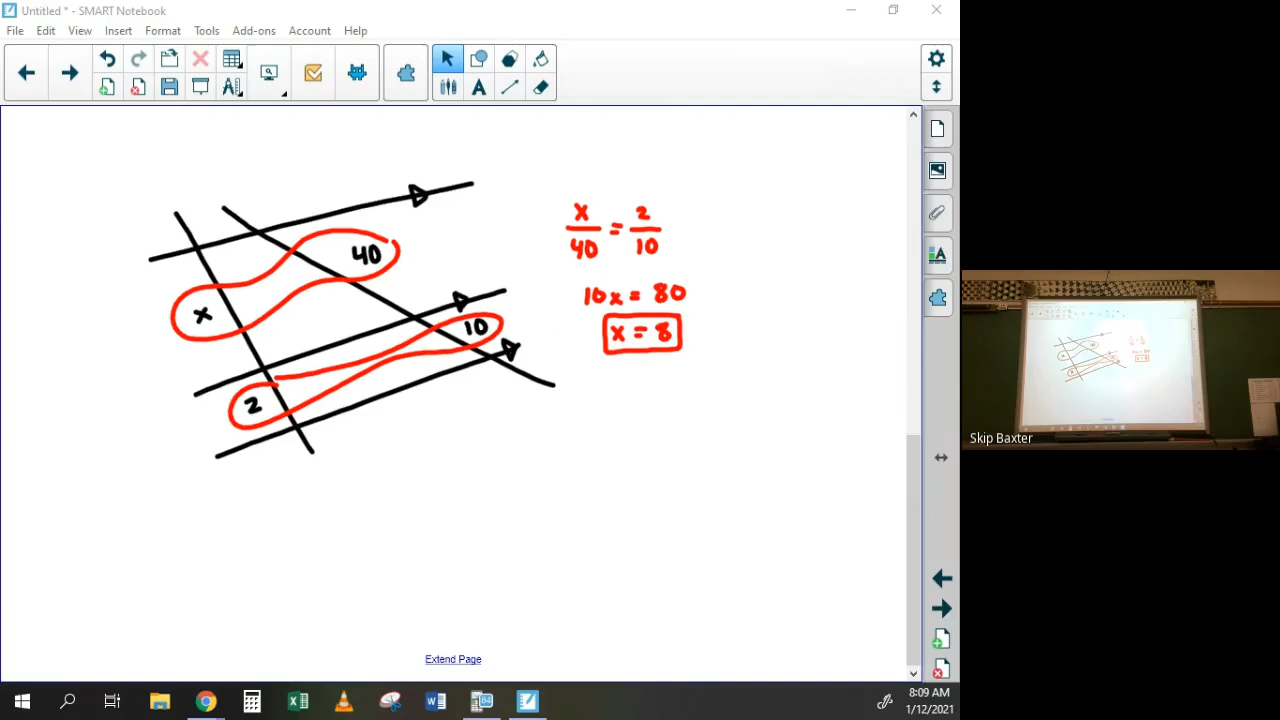 Untitled * - SMART Notebook
File Edit View Insert Format Tools Add-ons Account Help
40
x
10
2
x/40 = 2/10
10x = 80
x = 8
Extend Page
Skip Baxter
8:09 AM
1/12/2021